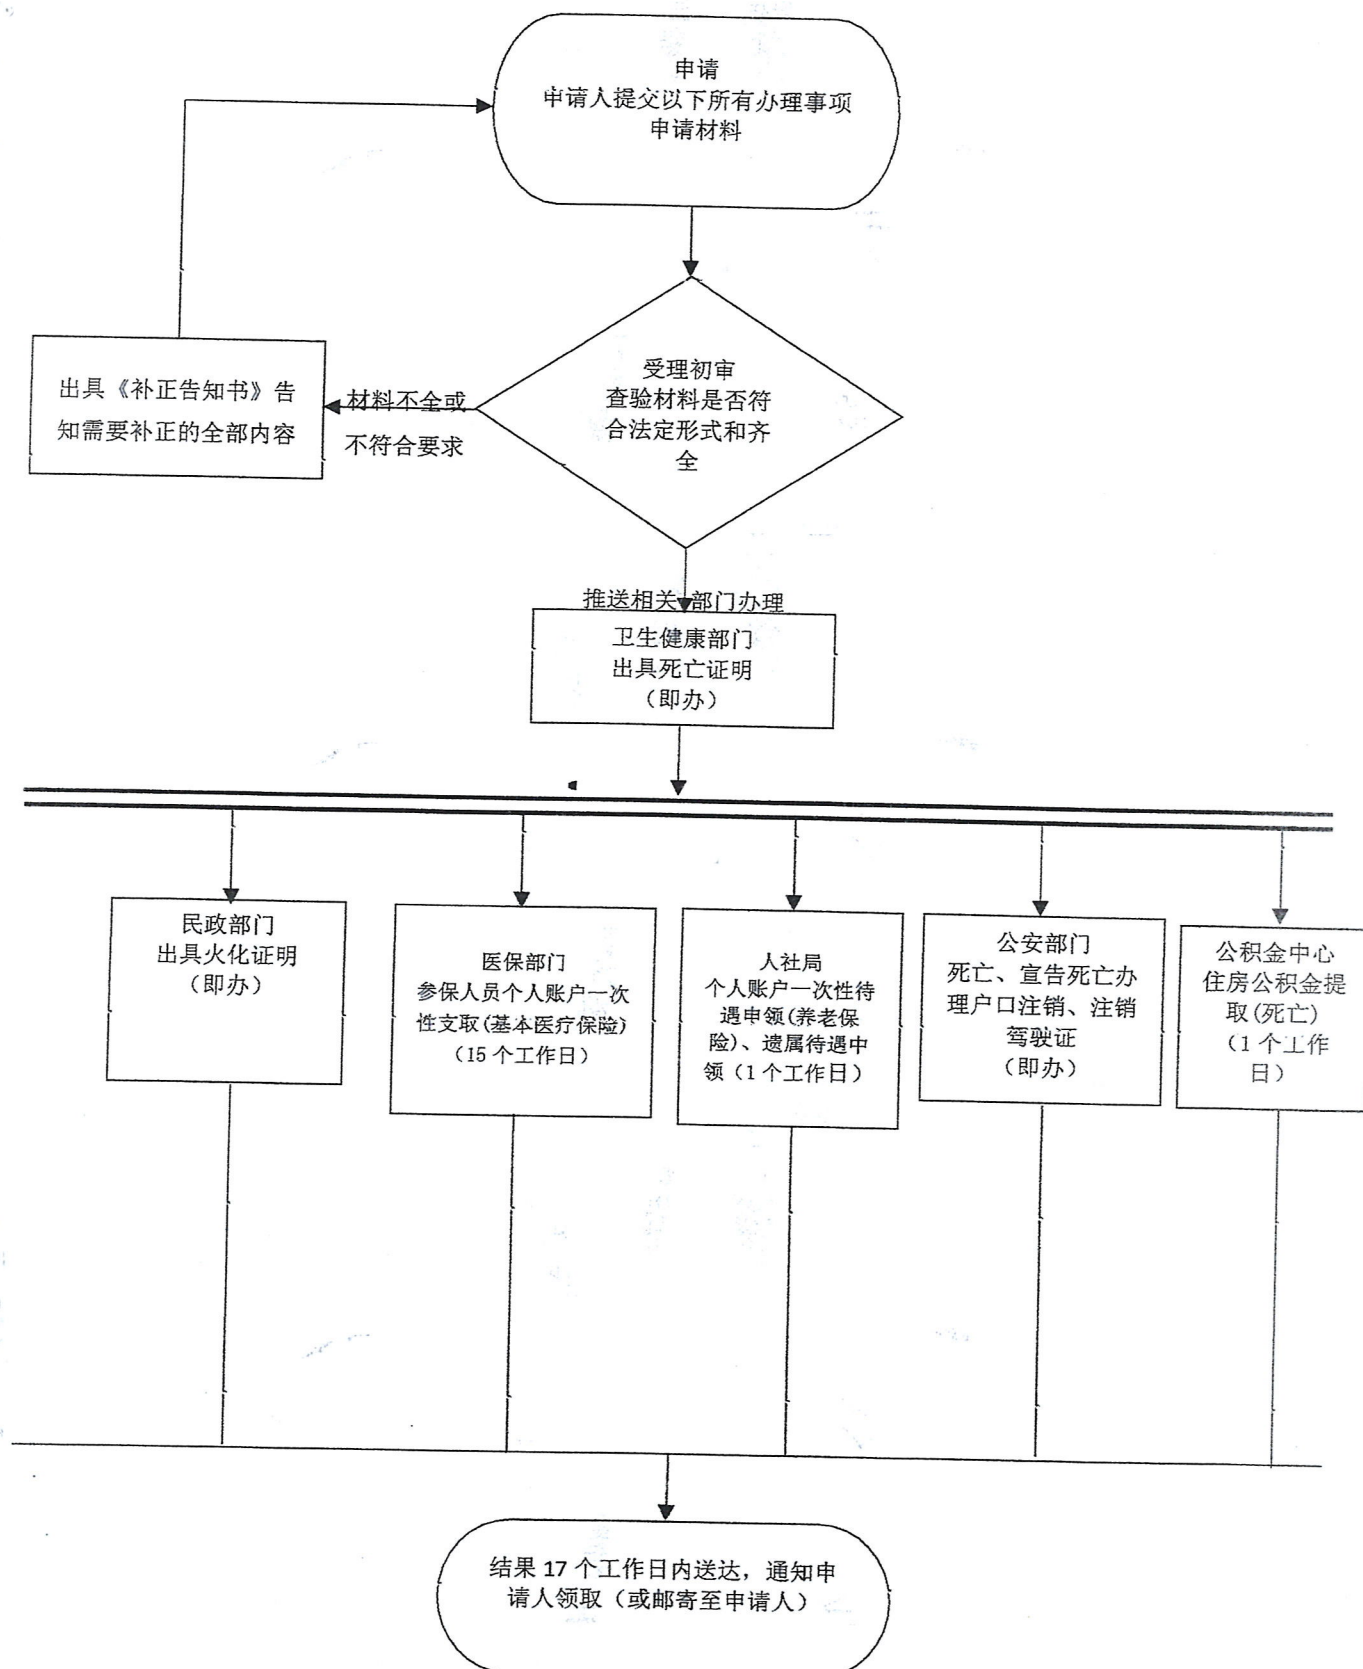 申请
申请人提交以下所有办理事项
申请材料
受理初审
查验材料是否符
合法定形式和齐
全
材料不全或
不符合要求
出具《补正告知书》告
知需要补正的全部内容
推送相关 部门办理
卫生健康部门
出具死亡证明
（即办）
民政部门
出具火化证明
（即办）
医保部门
参保人员个人账户一次
性支取(基本医疗保险)
（15 个工作日）
人社局
个人账户一次性待
遇申领(养老保
险)、遗属待遇申
领（1 个工作日）
公安部门
死亡、宣告死亡办
理户口注销、注销
驾驶证
（即办）
公积金中心
住房公积金提
取(死亡)
（1 个工作
日）
结果 17 个工作日内送达，通知申
请人领取（或邮寄至申请人）